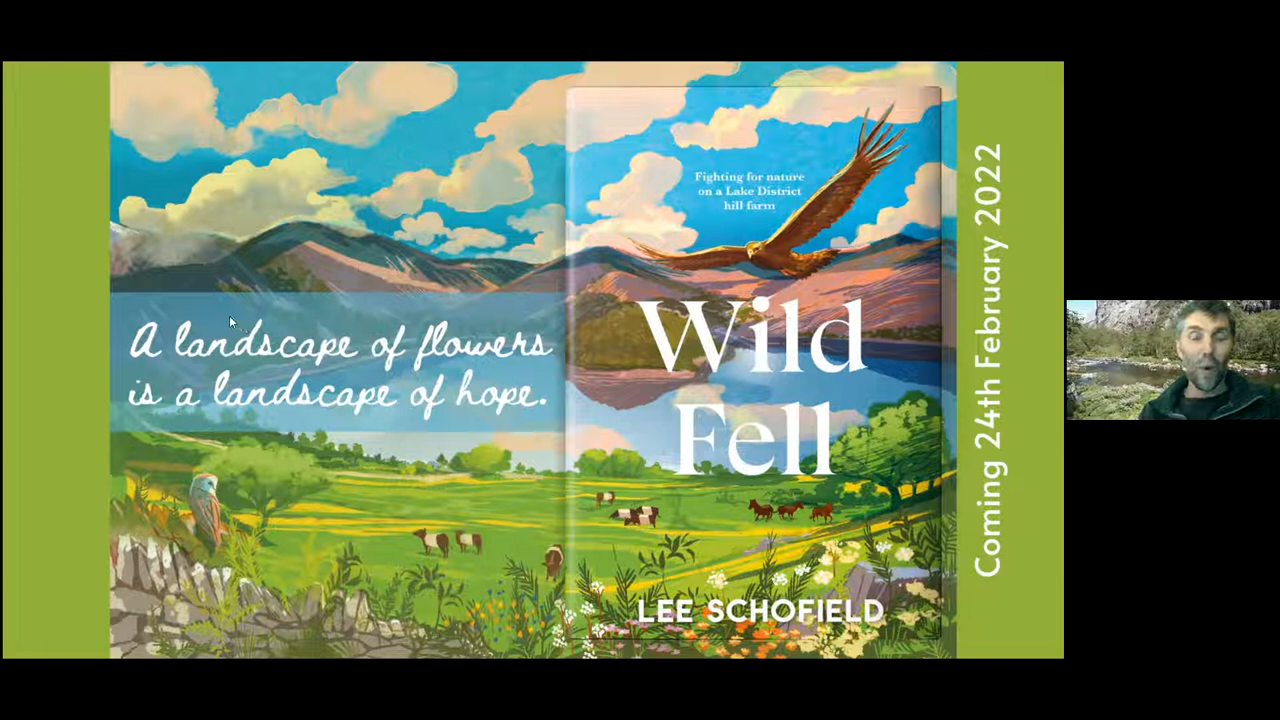 A landscape of flowers
is a landscape of hope.
Fighting for nature
on a Lake District
hill farm
Wild
Fell
LEE SCHOFIELD
Coming 24th February 2022